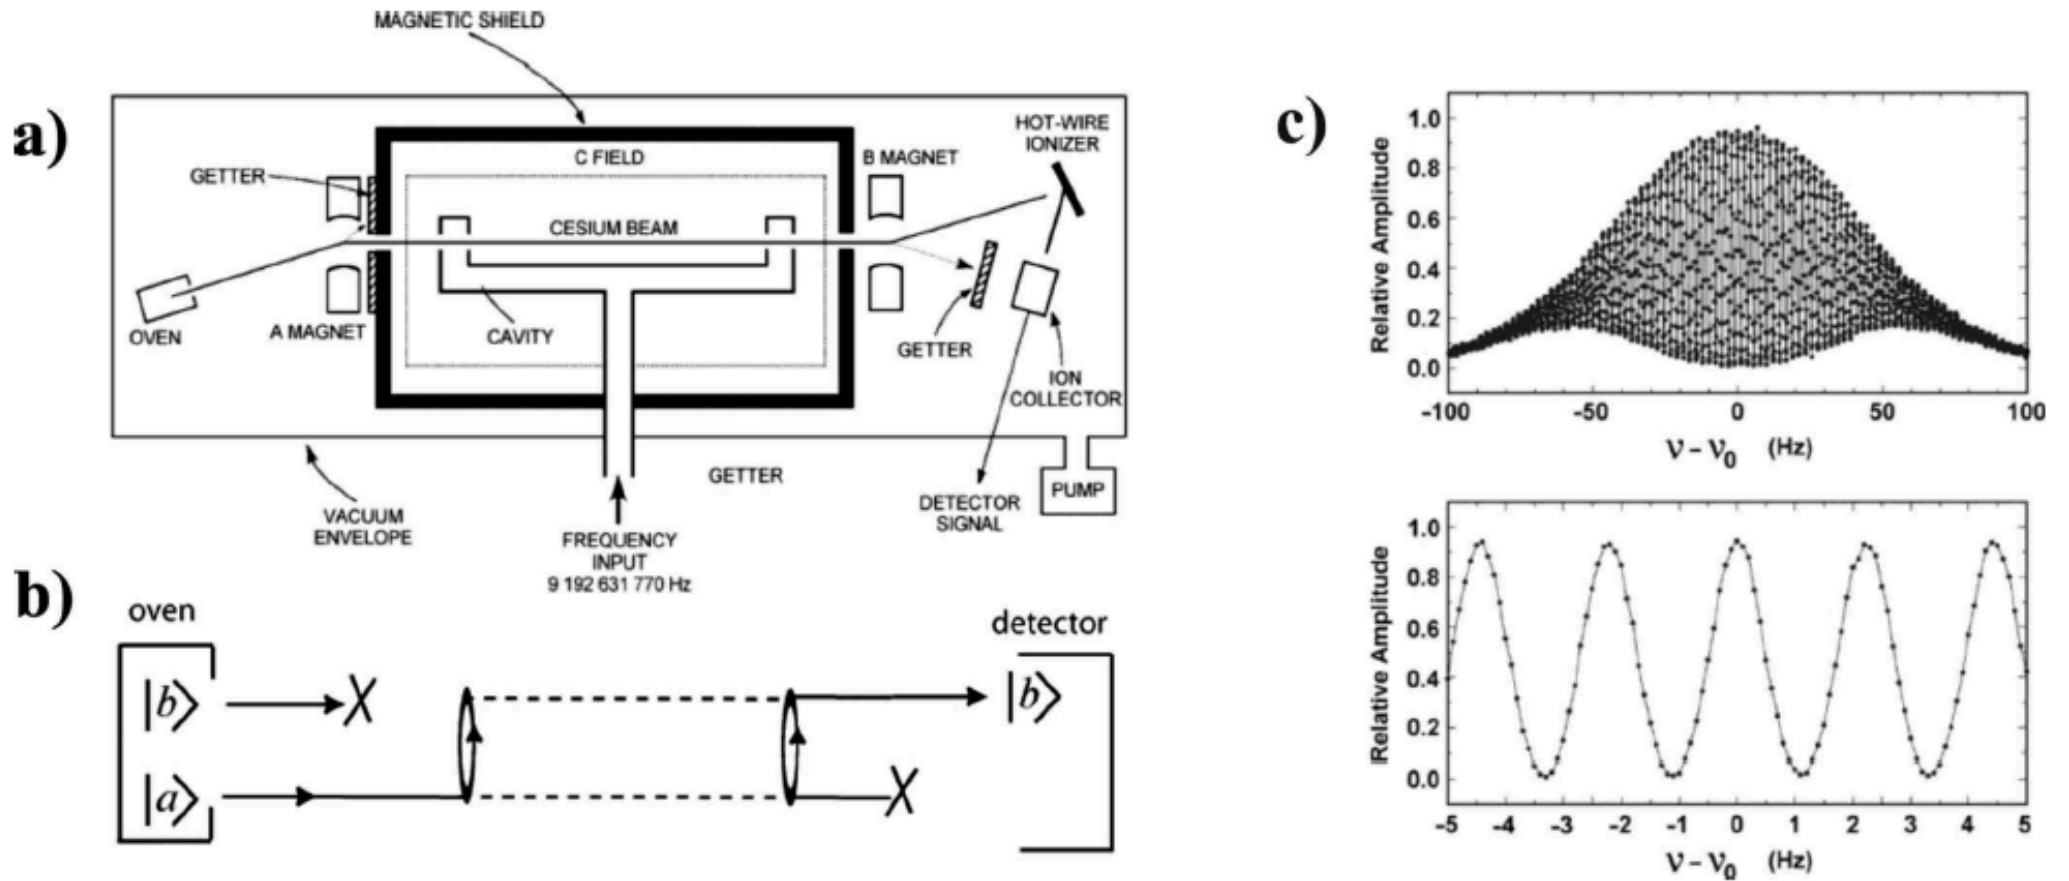 a)
MAGNETIC SHIELD
GETTER
C FIELD
B MAGNET
HOT-WIRE
IONIZER
CESIUM BEAM
OVEN
A MAGNET
CAVITY
GETTER
ION
COLLECTOR
GETTER
DETECTOR
SIGNAL
PUMP
VACUUM
ENVELOPE
FREQUENCY
INPUT
9 192 631 770 Hz
b)
oven
detector
|b⟩
|b⟩
|a⟩
c)
Relative Amplitude
1.0
0.8
0.6
0.4
0.2
0.0
-100 -50 0 50 100
ν – ν0 (Hz)
Relative Amplitude
1.0
0.8
0.6
0.4
0.2
0.0
-5 -4 -3 -2 -1 0 1 2 3 4 5
ν – ν0 (Hz)